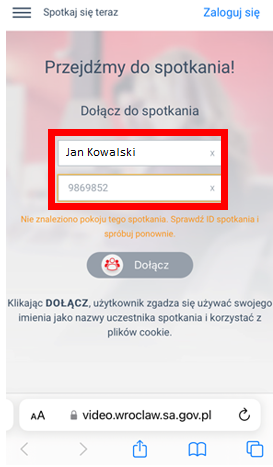 Spotkaj się teraz
Zaloguj się
Przejdźmy do spotkania!
Dołącz do spotkania
Jan Kowalski x
9869852 x
Nie znaleziono pokoju tego spotkania. Sprawdź ID spotkania i
spróbuj ponownie.
Dołącz
Klikając DOŁĄCZ, użytkownik zgadza się używać swojego
imienia jako nazwy uczestnika spotkania i korzystać z
plików cookie.
AA video.wroclaw.sa.gov.pl